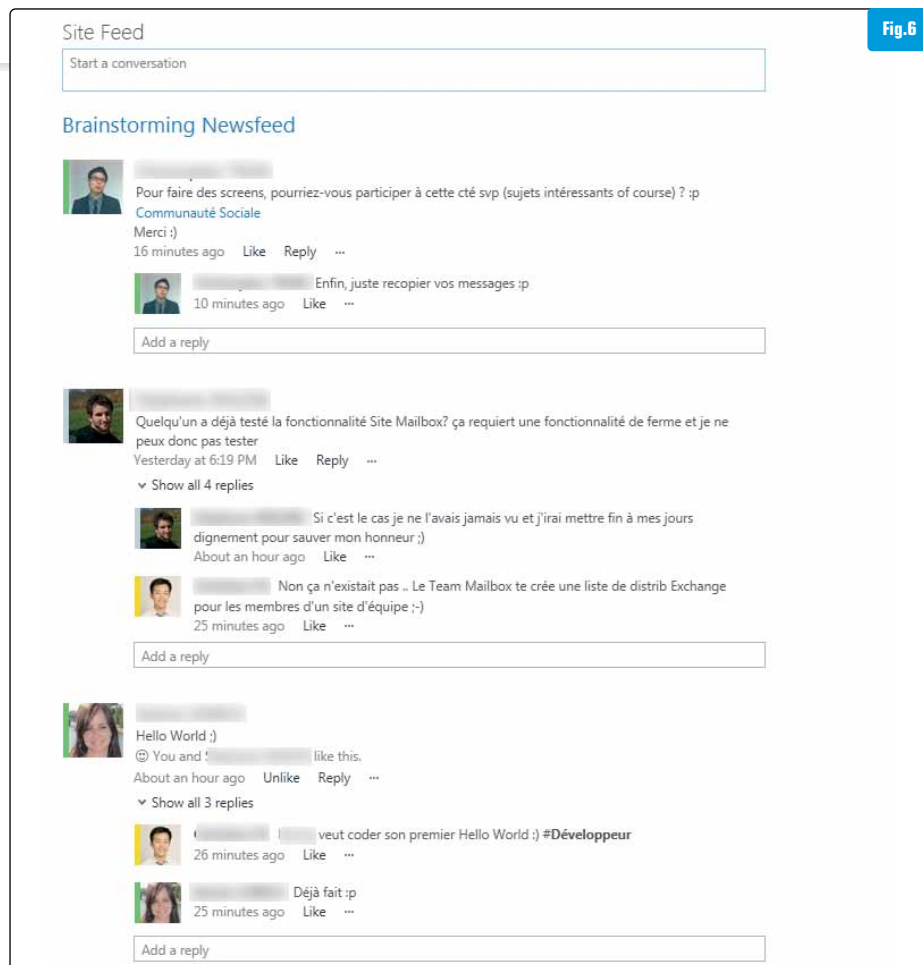 Fig.6
Site Feed
Start a conversation
Brainstorming Newsfeed
Pour faire des screens, pourriez-vous participer à cette cté svp (sujets intéressants of course) ? :p
Communauté Sociale
Merci :)
16 minutes ago Like Reply ...
Enfin, juste recopier vos messages :p
10 minutes ago Like ...
Add a reply
Quelqu'un a déjà testé la fonctionnalité Site Mailbox? ça requiert une fonctionnalité de ferme et je ne
peux donc pas tester
Yesterday at 6:19 PM Like Reply ...
Show all 4 replies
Si c'est le cas je ne l'avais jamais vu et j'irai mettre fin à mes jours
dignement pour sauver mon honneur ;)
About an hour ago Like ...
Non ça n'existait pas .. Le Team Mailbox te crée une liste de distrib Exchange
pour les membres d'un site d'équipe ;-)
25 minutes ago Like ...
Add a reply
Hello World ;)
You and like this.
About an hour ago Unlike Reply ...
Show all 3 replies
veut coder son premier Hello World :) #Développeur
26 minutes ago Like ...
Déjà fait :p
25 minutes ago Like ...
Add a reply